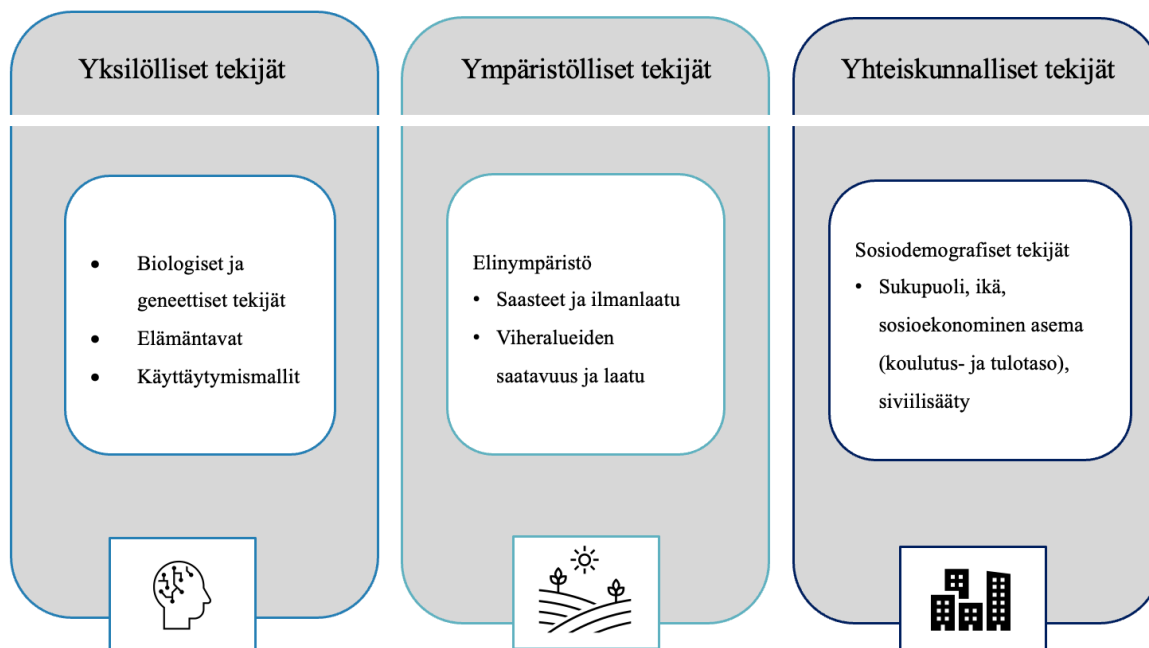 Yksilölliset tekijät
• Biologiset ja
geneettiset tekijät
• Elämäntavat
• Käyttäytymismallit
Ympäristölliset tekijät
Elinympäristö
• Saasteet ja ilmanlaatu
• Viheralueiden
saatavuus ja laatu
Yhteiskunnalliset tekijät
Sosiodemografiset tekijät
• Sukupuoli, ikä,
sosioekonominen asema
(koulutus- ja tulotaso),
siviilisääty